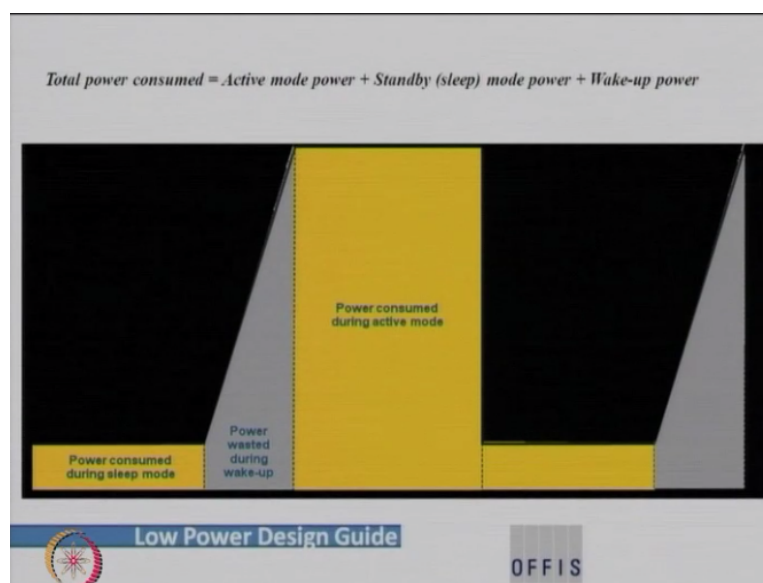 Total power consumed = Active mode power + Standby (sleep) mode power + Wake-up power
Power consumed
during active mode
Power
wasted
during
wake-up
Power consumed
during sleep mode
Low Power Design Guide
OFFIS